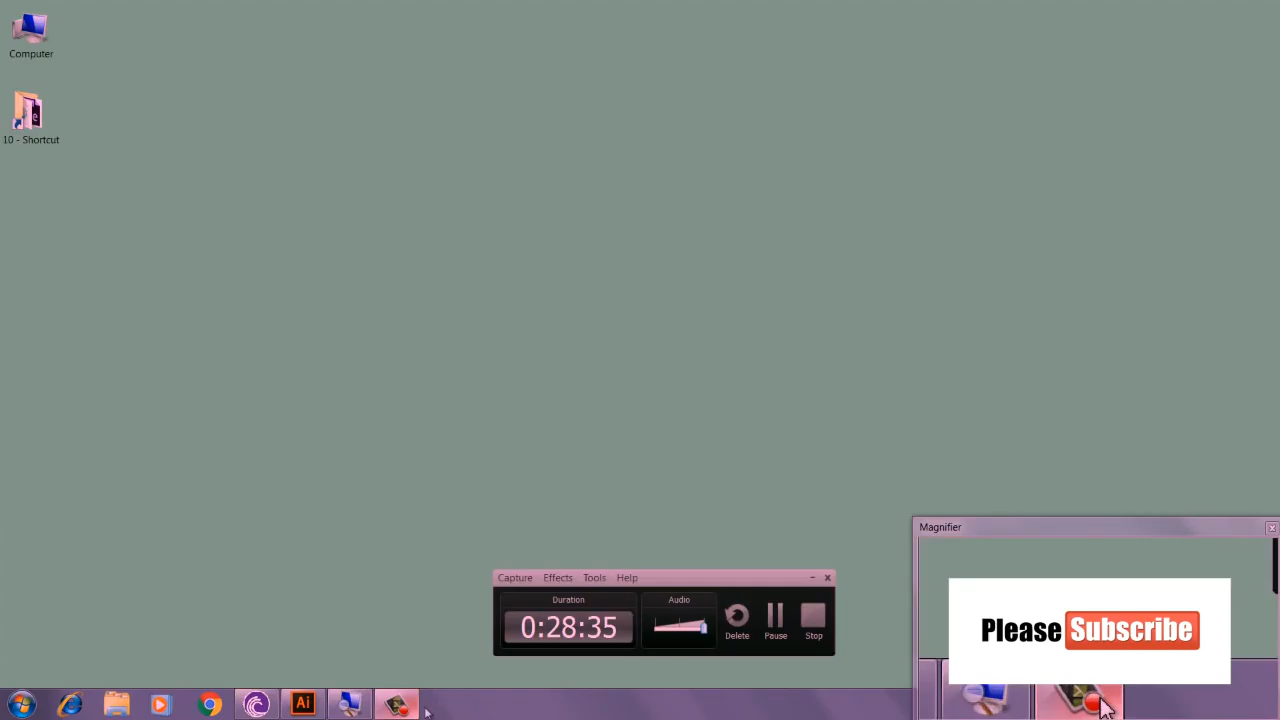 Computer
10 - Shortcut
Magnifier
Capture Effects Tools Help
Duration Audio
0:28:35
Delete Pause Stop
Please Subscribe
Ai